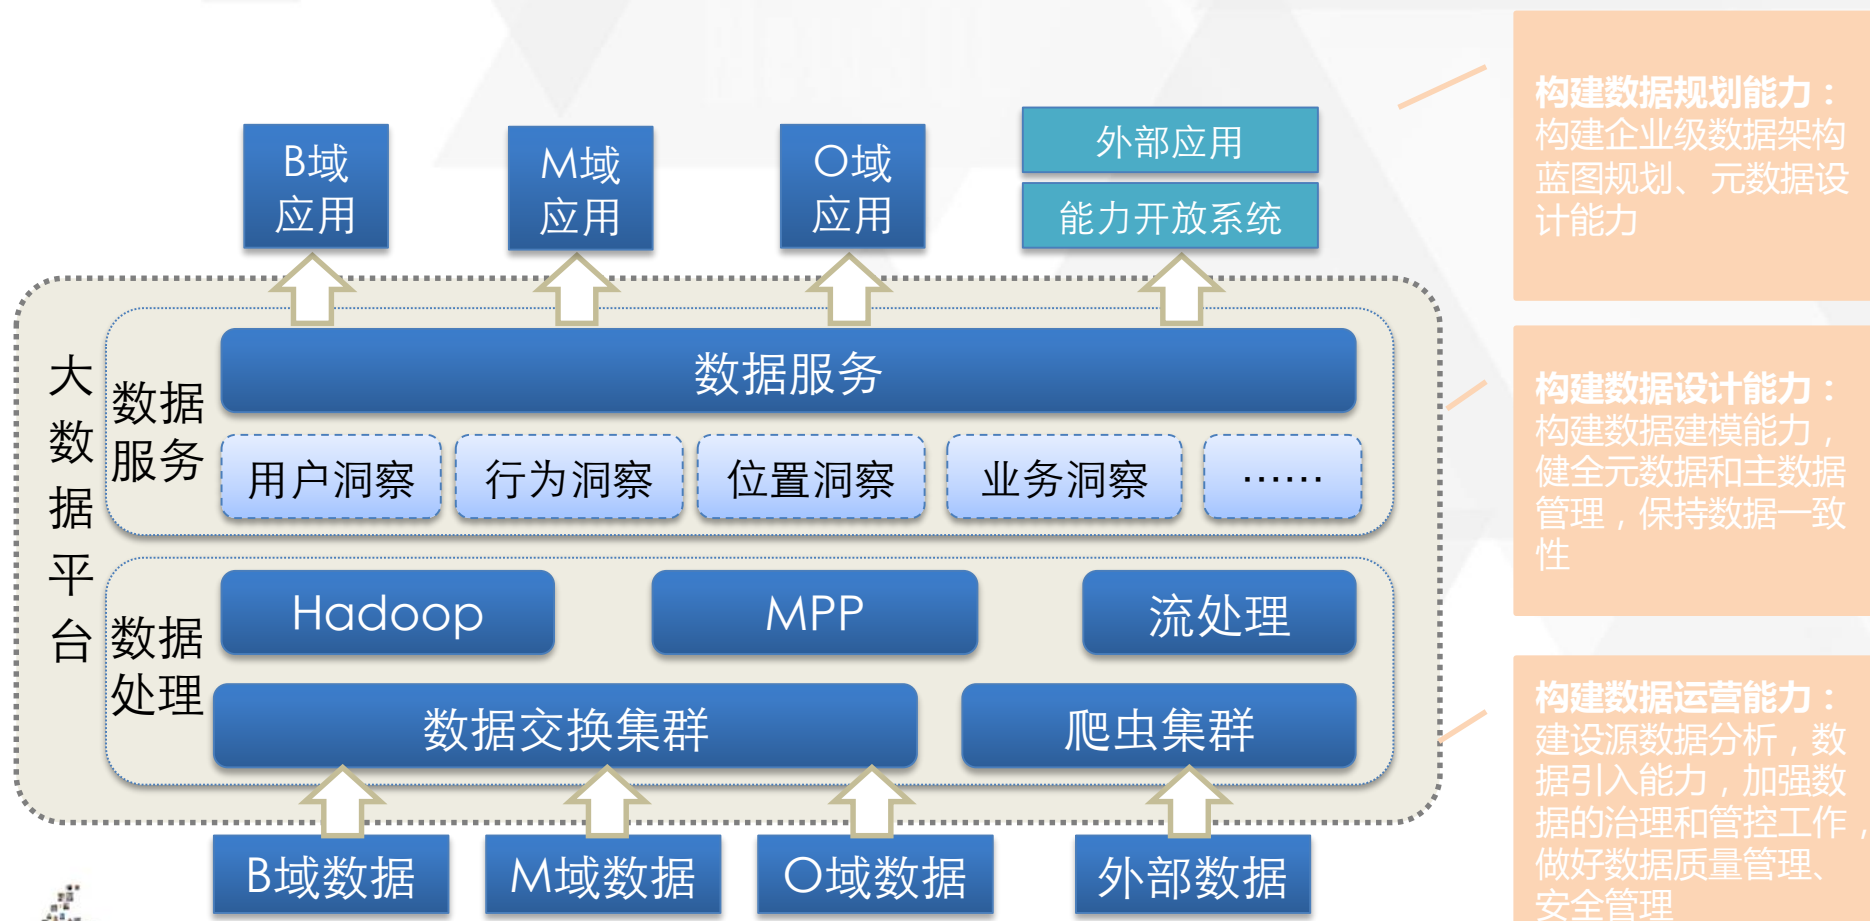 B域
应用
M域
应用
O域
应用
外部应用
能力开放系统
大
数
据
平
台
数据
服务
数据服务
用户洞察
行为洞察
位置洞察
业务洞察
……
数据
处理
Hadoop
MPP
流处理
数据交换集群
爬虫集群
B域数据
M域数据
O域数据
外部数据
构建数据规划能力：
构建企业级数据架构
蓝图规划、元数据设
计能力
构建数据设计能力：
构建数据建模能力，
健全元数据和主数据
管理，保持数据一致
性
构建数据运营能力：
建设源数据分析，数
据引入能力，加强数
据的治理和管控工作，
做好数据质量管理、
安全管理